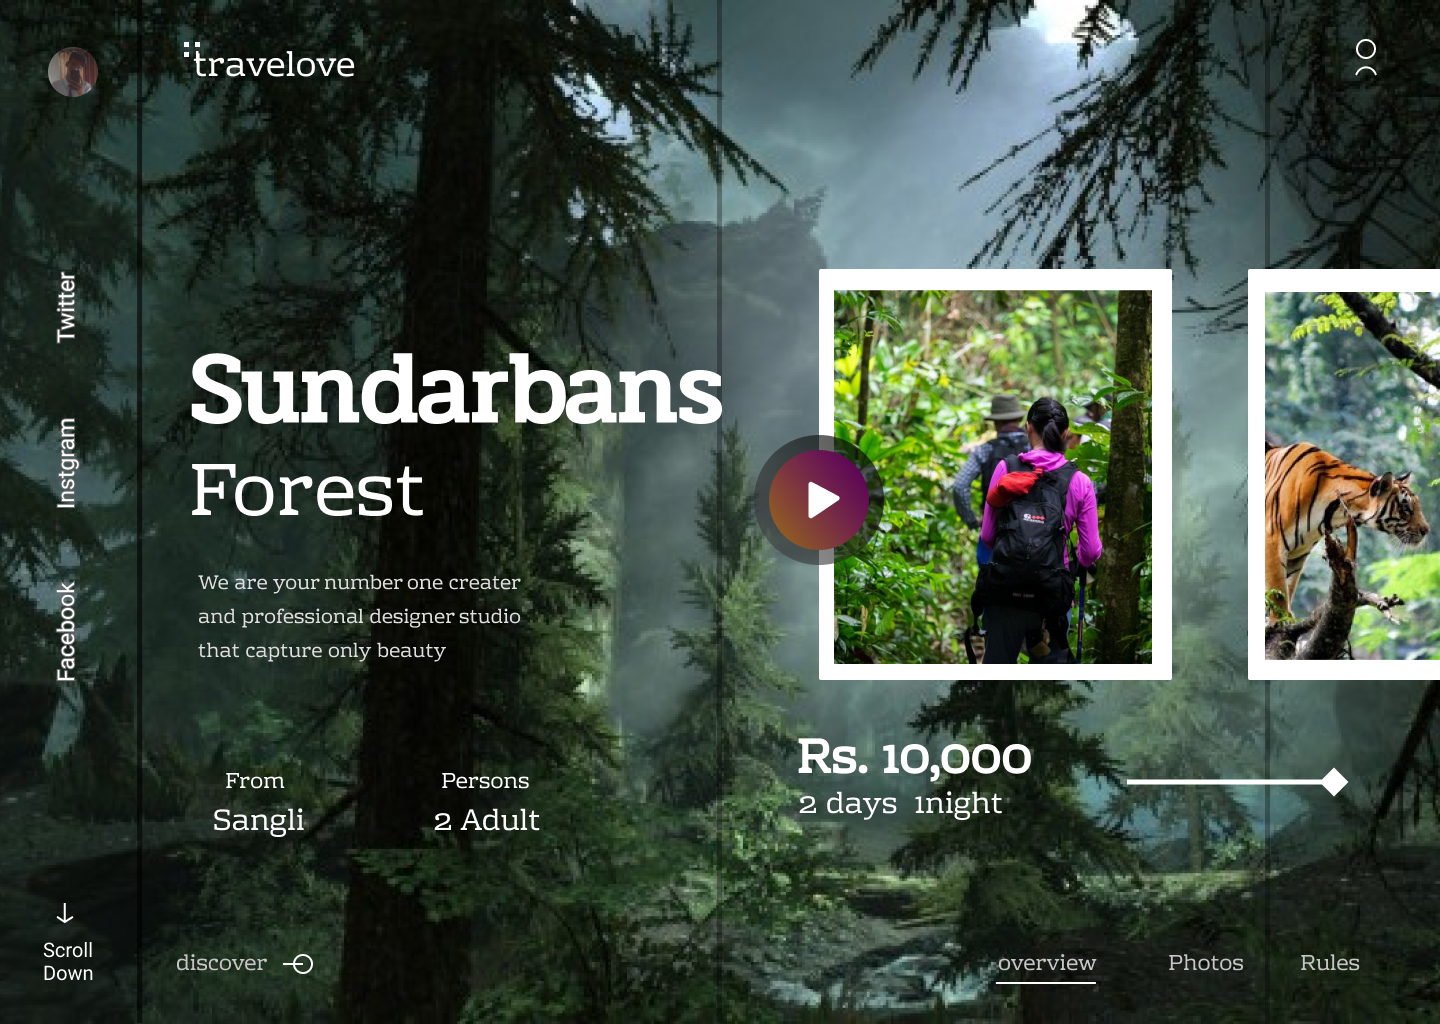 travelove
Twitter
Instgram
Facebook
Sundarbans
Forest
We are your number one creater
and professional designer studio
that capture only beauty
From
Sangli
Persons
2 Adult
Rs. 10,000
2 days 1night
Scroll
Down
discover
overview
Photos
Rules